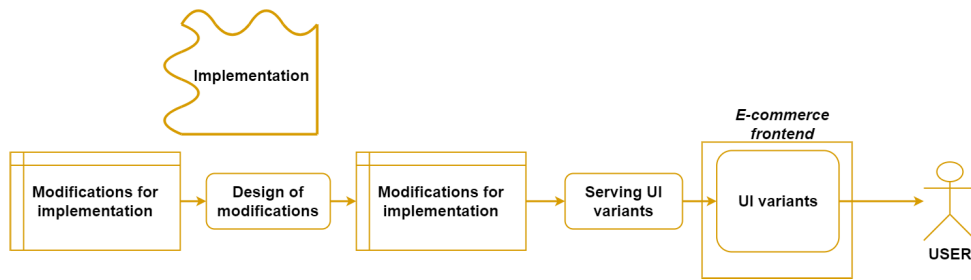 Implementation
Modifications for
implementation
Design of
modifications
Modifications for
implementation
Serving UI
variants
E-commerce
frontend
UI variants
USER